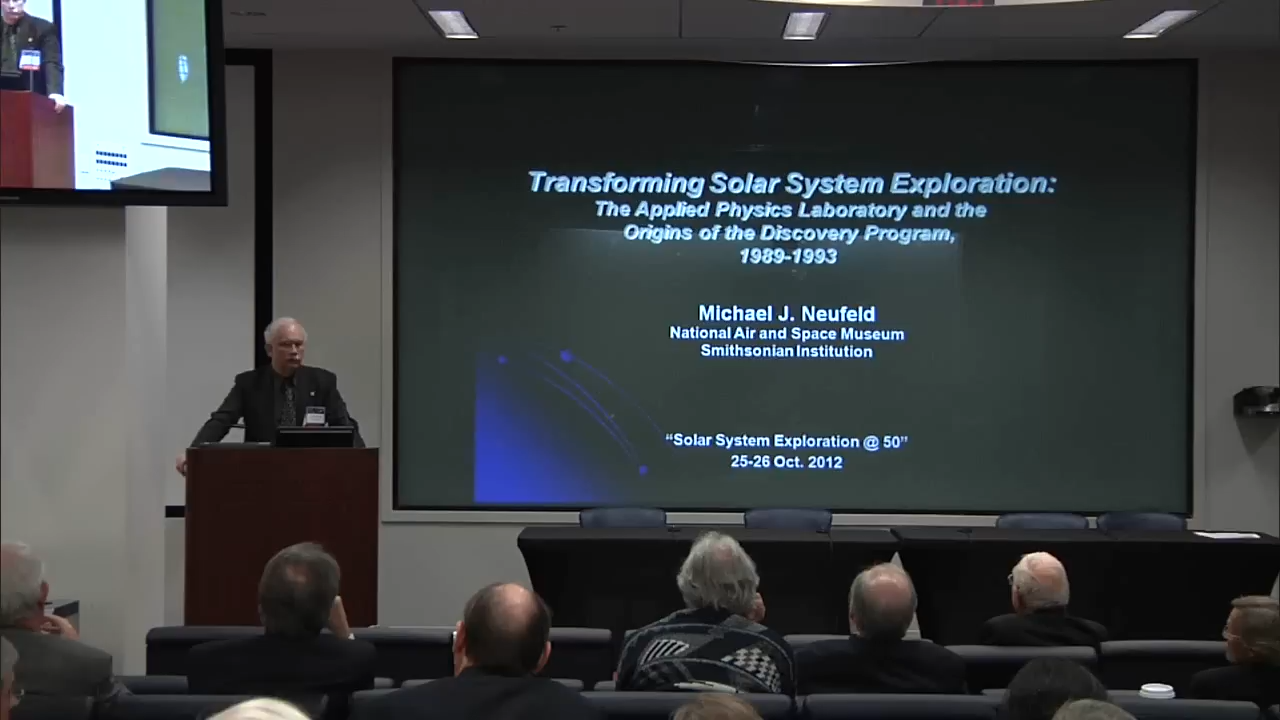 Transforming Solar System Exploration:
The Applied Physics Laboratory and the
Origins of the Discovery Program,
1989-1993
Michael J. Neufeld
National Air and Space Museum
Smithsonian Institution
“Solar System Exploration @ 50”
25-26 Oct. 2012